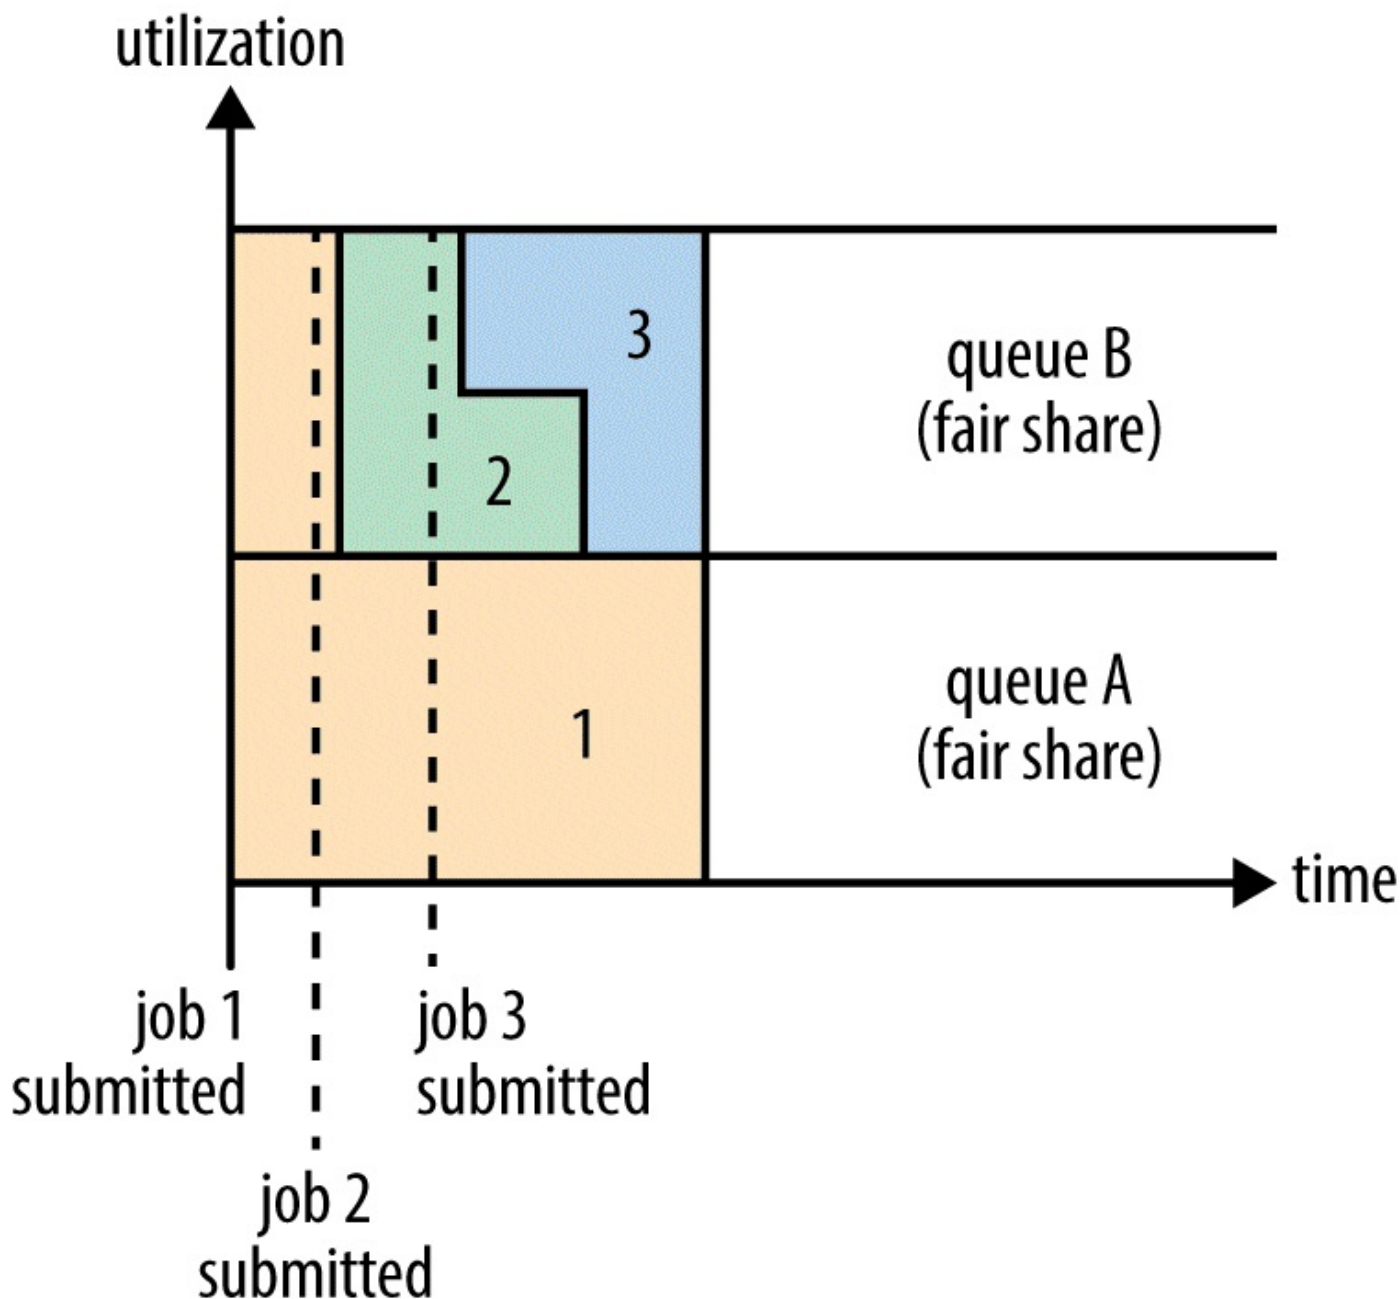 utilization
3
queue B
(fair share)
2
queue A
(fair share)
1
time
job 1
submitted
job 3
submitted
job 2
submitted